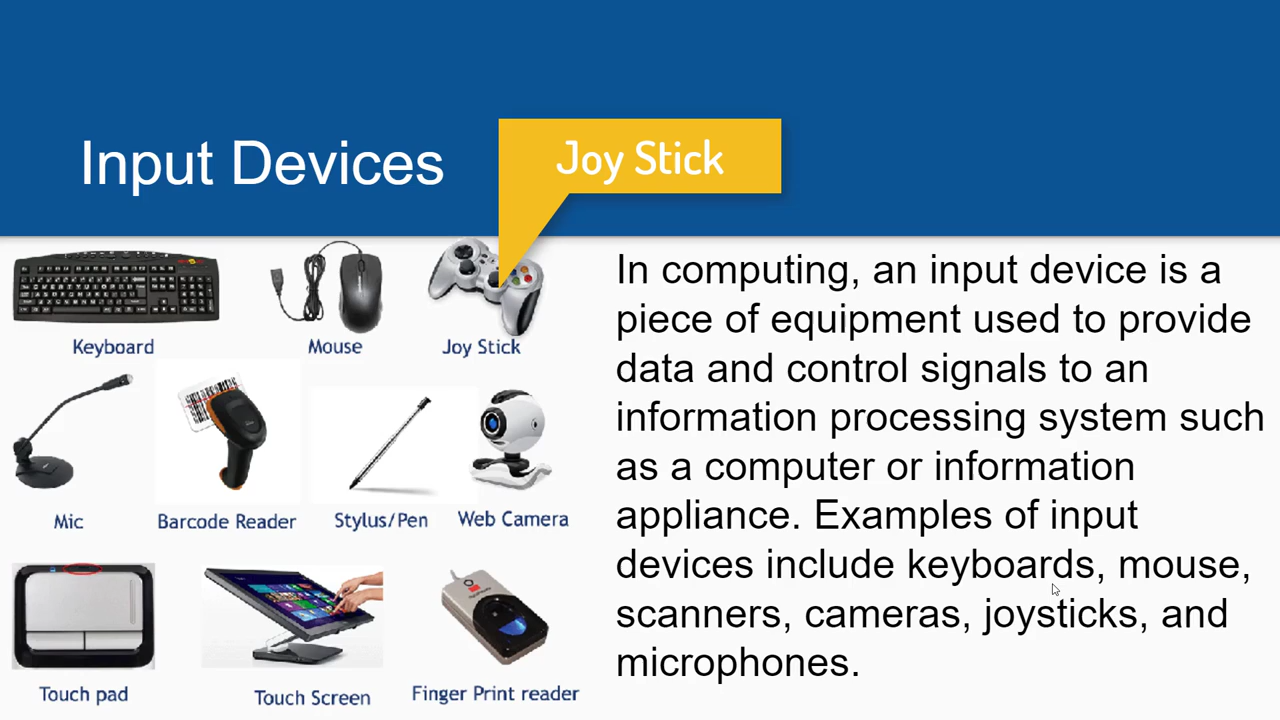 Input Devices
Joy Stick
Keyboard
Mouse
Joy Stick
Mic
Barcode Reader
Stylus/Pen
Web Camera
Touch pad
Touch Screen
Finger Print reader
In computing, an input device is a
piece of equipment used to provide
data and control signals to an
information processing system such
as a computer or information
appliance. Examples of input
devices include keyboards, mouse,
scanners, cameras, joysticks, and
microphones.